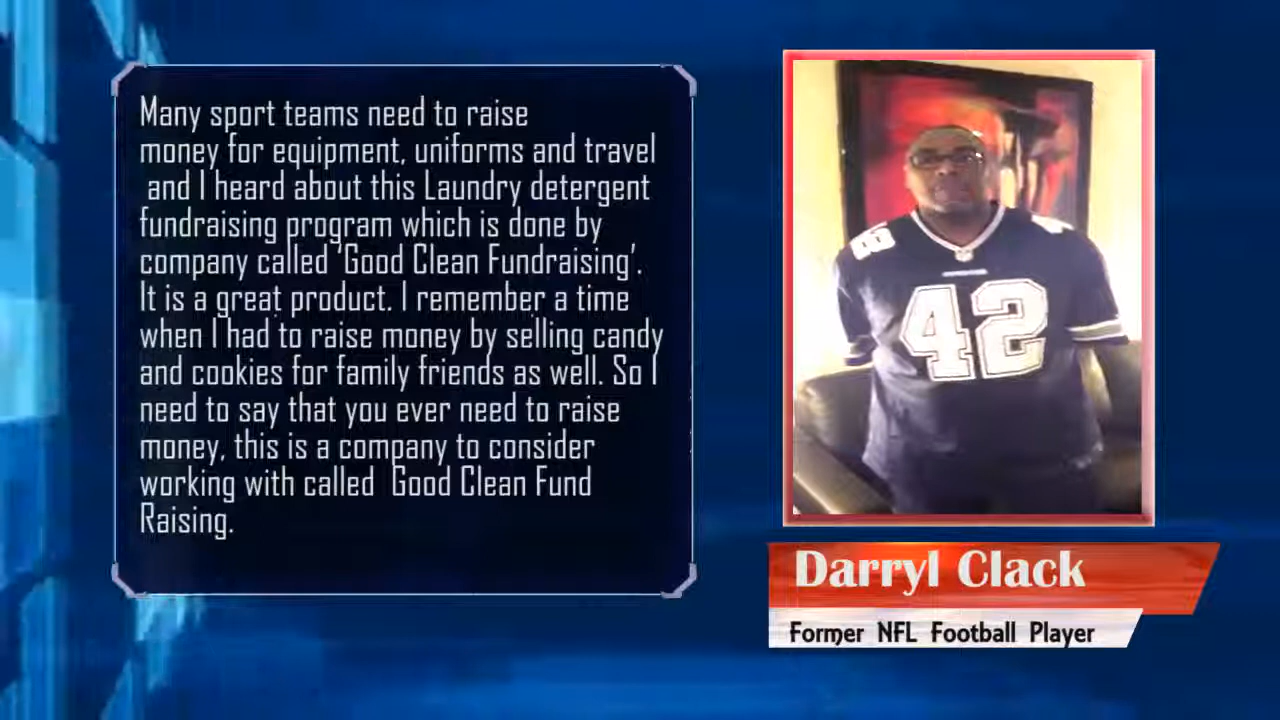 Many sport teams need to raise
money for equipment, uniforms and travel
and I heard about this Laundry detergent
fundraising program which is done by
company called 'Good Clean Fundraising'.
It is a great product. I remember a time
when I had to raise money by selling candy
and cookies for family friends as well. So I
need to say that you ever need to raise
money, this is a company to consider
working with called Good Clean Fund
Raising.
42
Darryl Clack
Former NFL Football Player